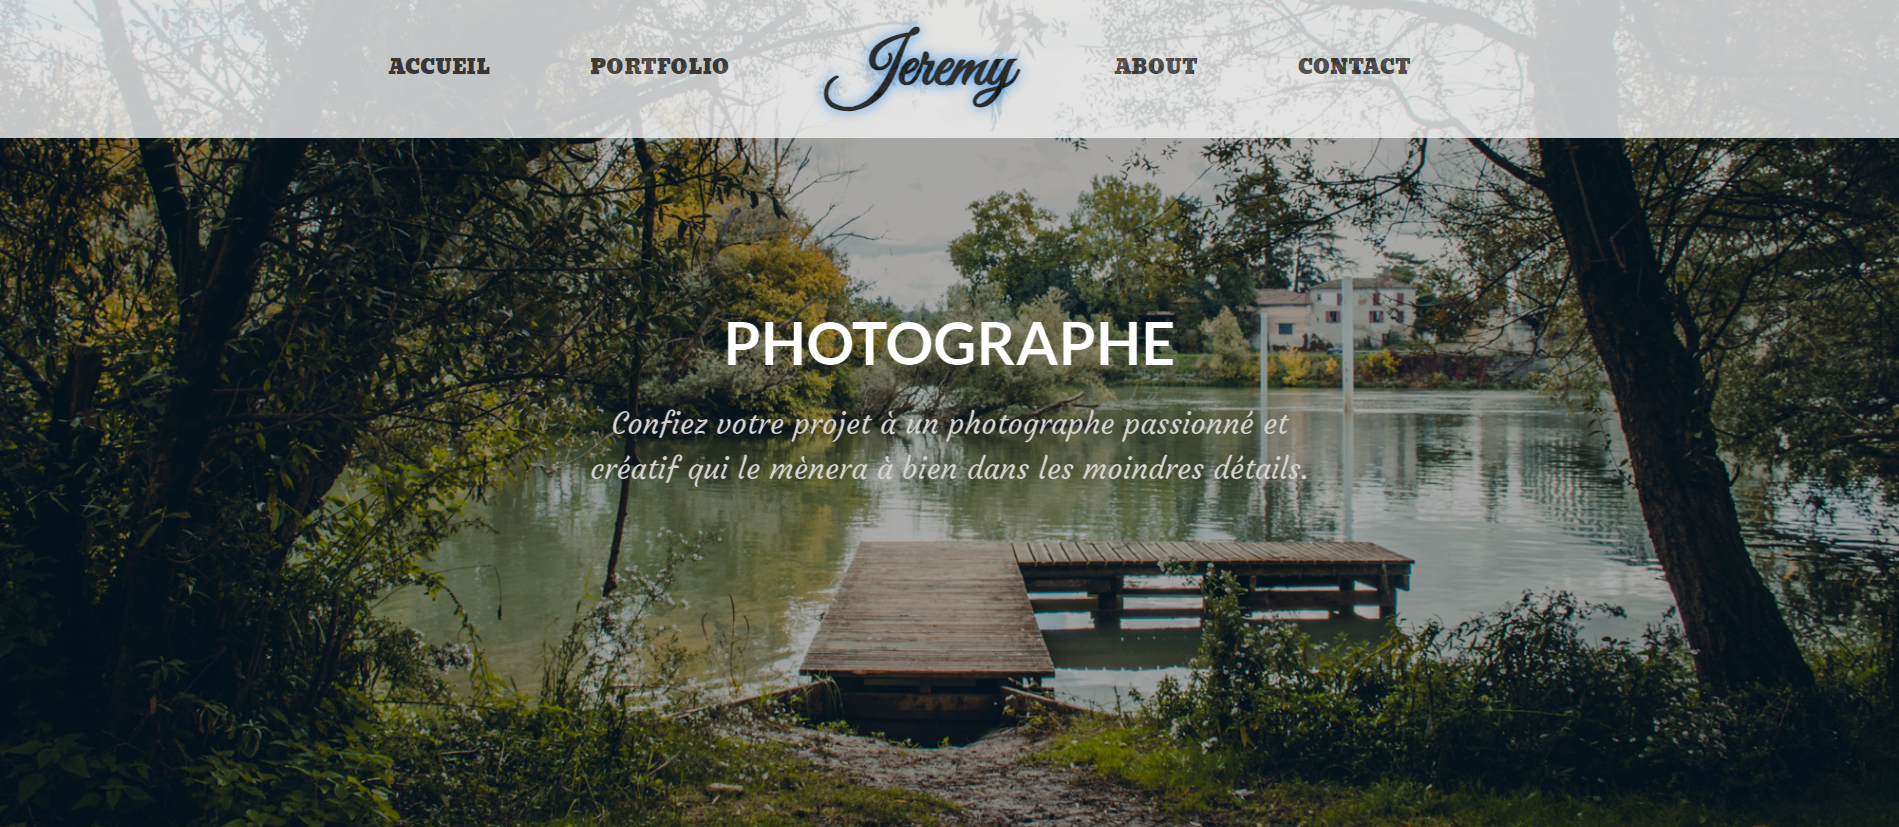 ACCUEIL PORTFOLIO Jeremy ABOUT CONTACT
PHOTOGRAPHE
Confiez votre projet à un photographe passionné et
créatif qui le mènera à bien dans les moindres détails.